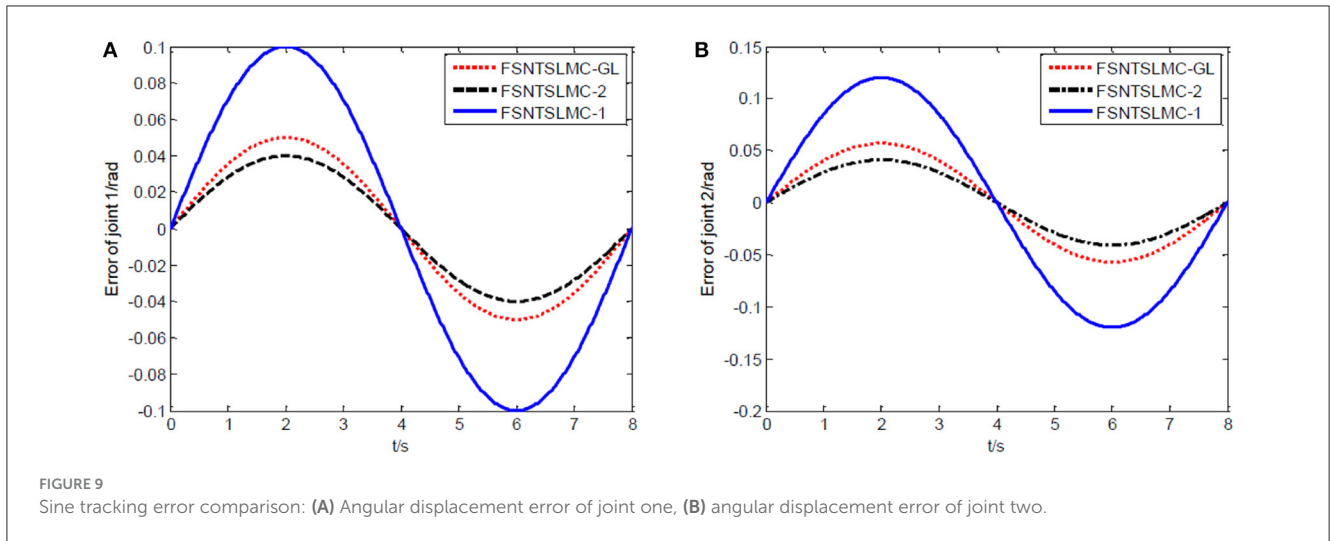 A
0.1
0.08
0.06
0.04
0.02
0
-0.02
-0.04
-0.06
-0.08
-0.1
Error of joint 1/rad
FSNTSLMC-GL
FSNTSLMC-2
FSNTSLMC-1
0 1 2 3 4 5 6 7 8
t/s
B
0.15
0.1
0.05
0
-0.05
-0.1
-0.15
-0.2
Error of joint 2/rad
FSNTSLMC-GL
FSNTSLMC-2
FSNTSLMC-1
0 1 2 3 4 5 6 7 8
t/s
FIGURE 9
Sine tracking error comparison: (A) Angular displacement error of joint one, (B) angular displacement error of joint two.